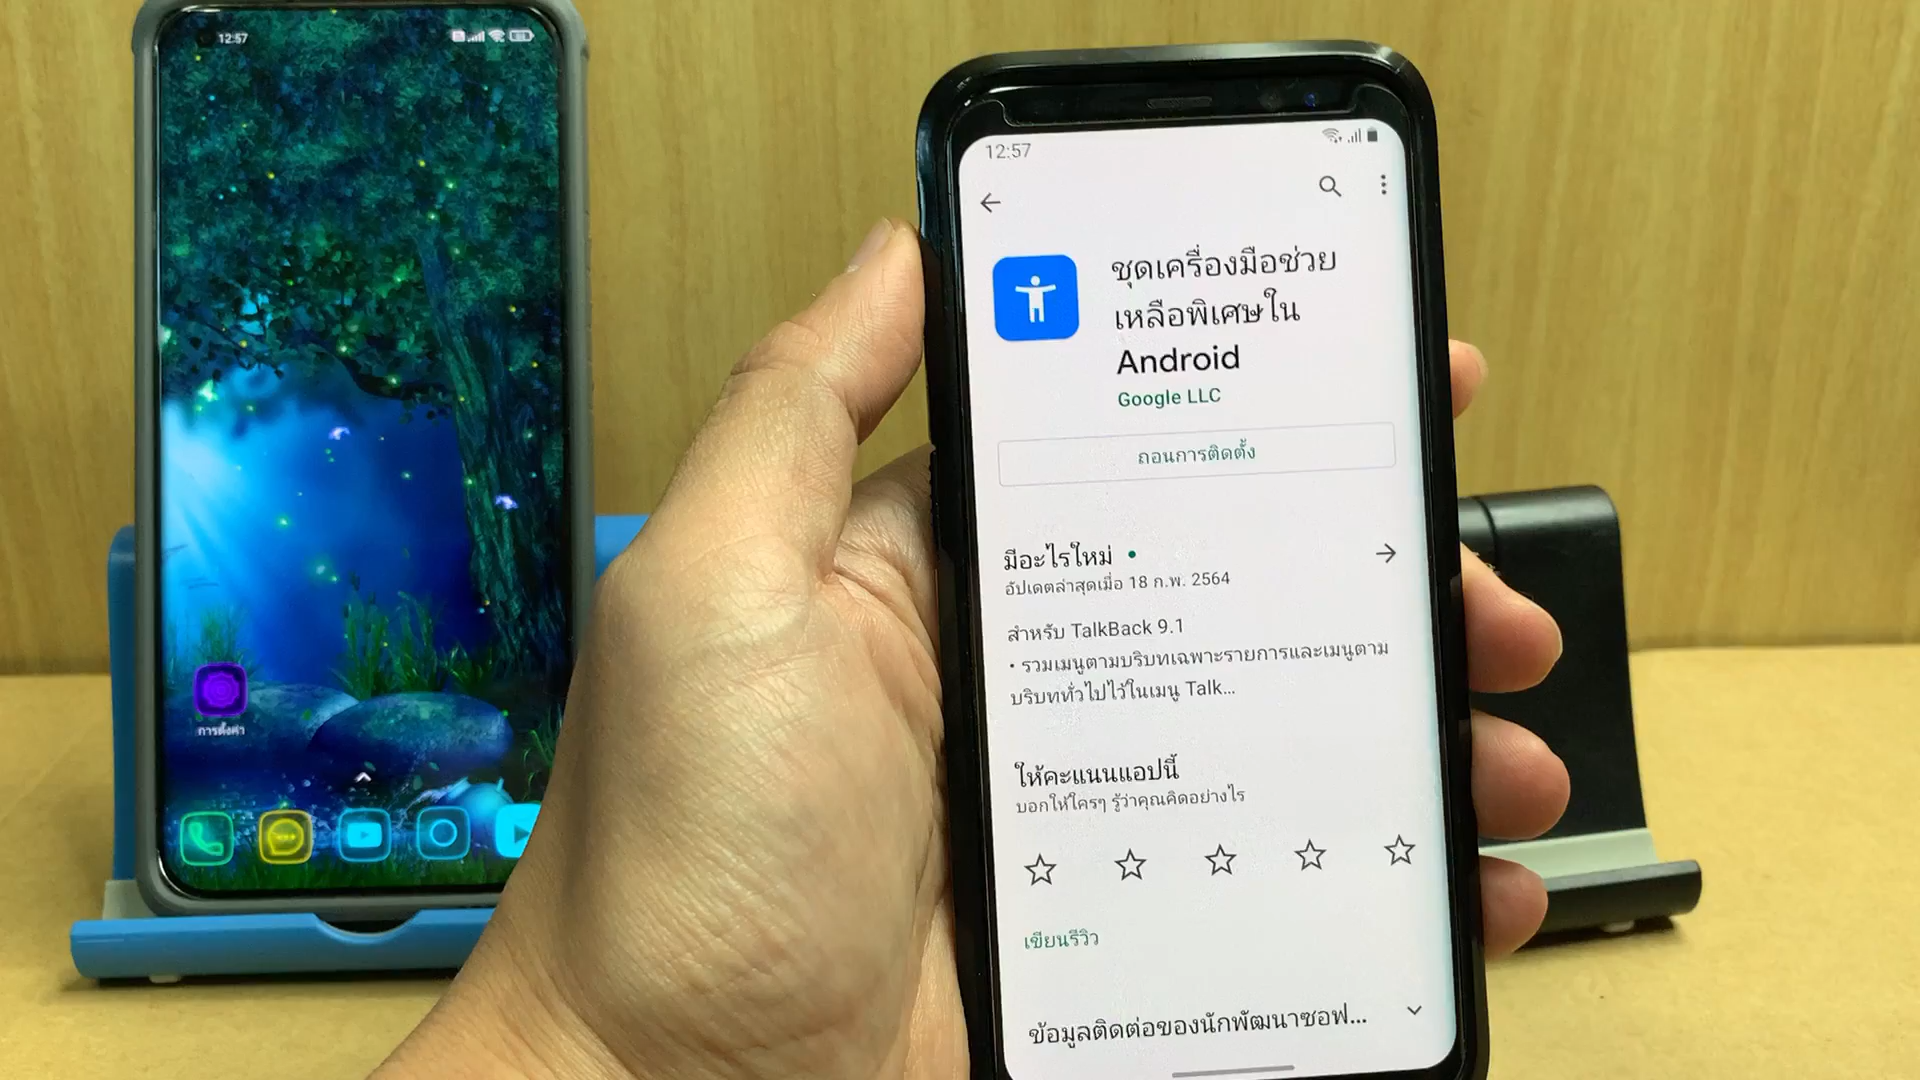 12:57
การตั้งค่า
12:57
ชุดเครื่องมือช่วย
เหลือพิเศษใน
Android
Google LLC
ถอนการติดตั้ง
มีอะไรใหม่ •
อัปเดตล่าสุดเมื่อ 18 ก.พ. 2564
สำหรับ TalkBack 9.1
• รวมเมนูตามบริบทเฉพาะรายการและเมนูตาม
บริบททั่วไปไว้ในเมนู Talk...
ให้คะแนนแอปนี้
บอกให้ใครๆ รู้ว่าคุณคิดอย่างไร
เขียนรีวิว
ข้อมูลติดต่อของนักพัฒนาซอฟ...